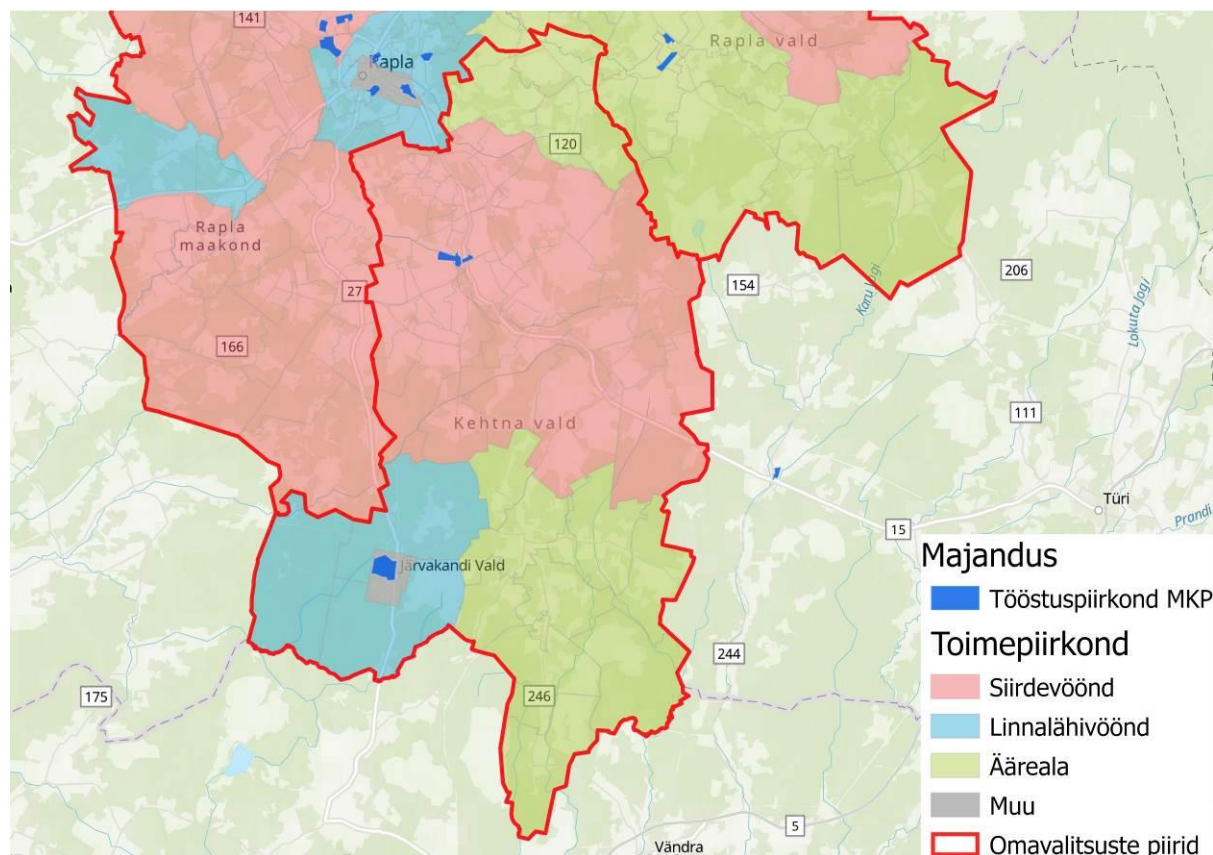 141
Rapla
Rapla vald
120
Rapla
maakond
27
166
154
206
Käru jõgi
Lokuta jõgi
Kehtna vald
111
Türi
Prandi
15
Järvakandi Vald
244
175
246
5
Vändra
Majandus
Tööstuspiirkond MKP
Toimepiirkond
Siirdevöönd
Linnalähivöönd
Ääreala
Muu
Omavalitsuste piirid